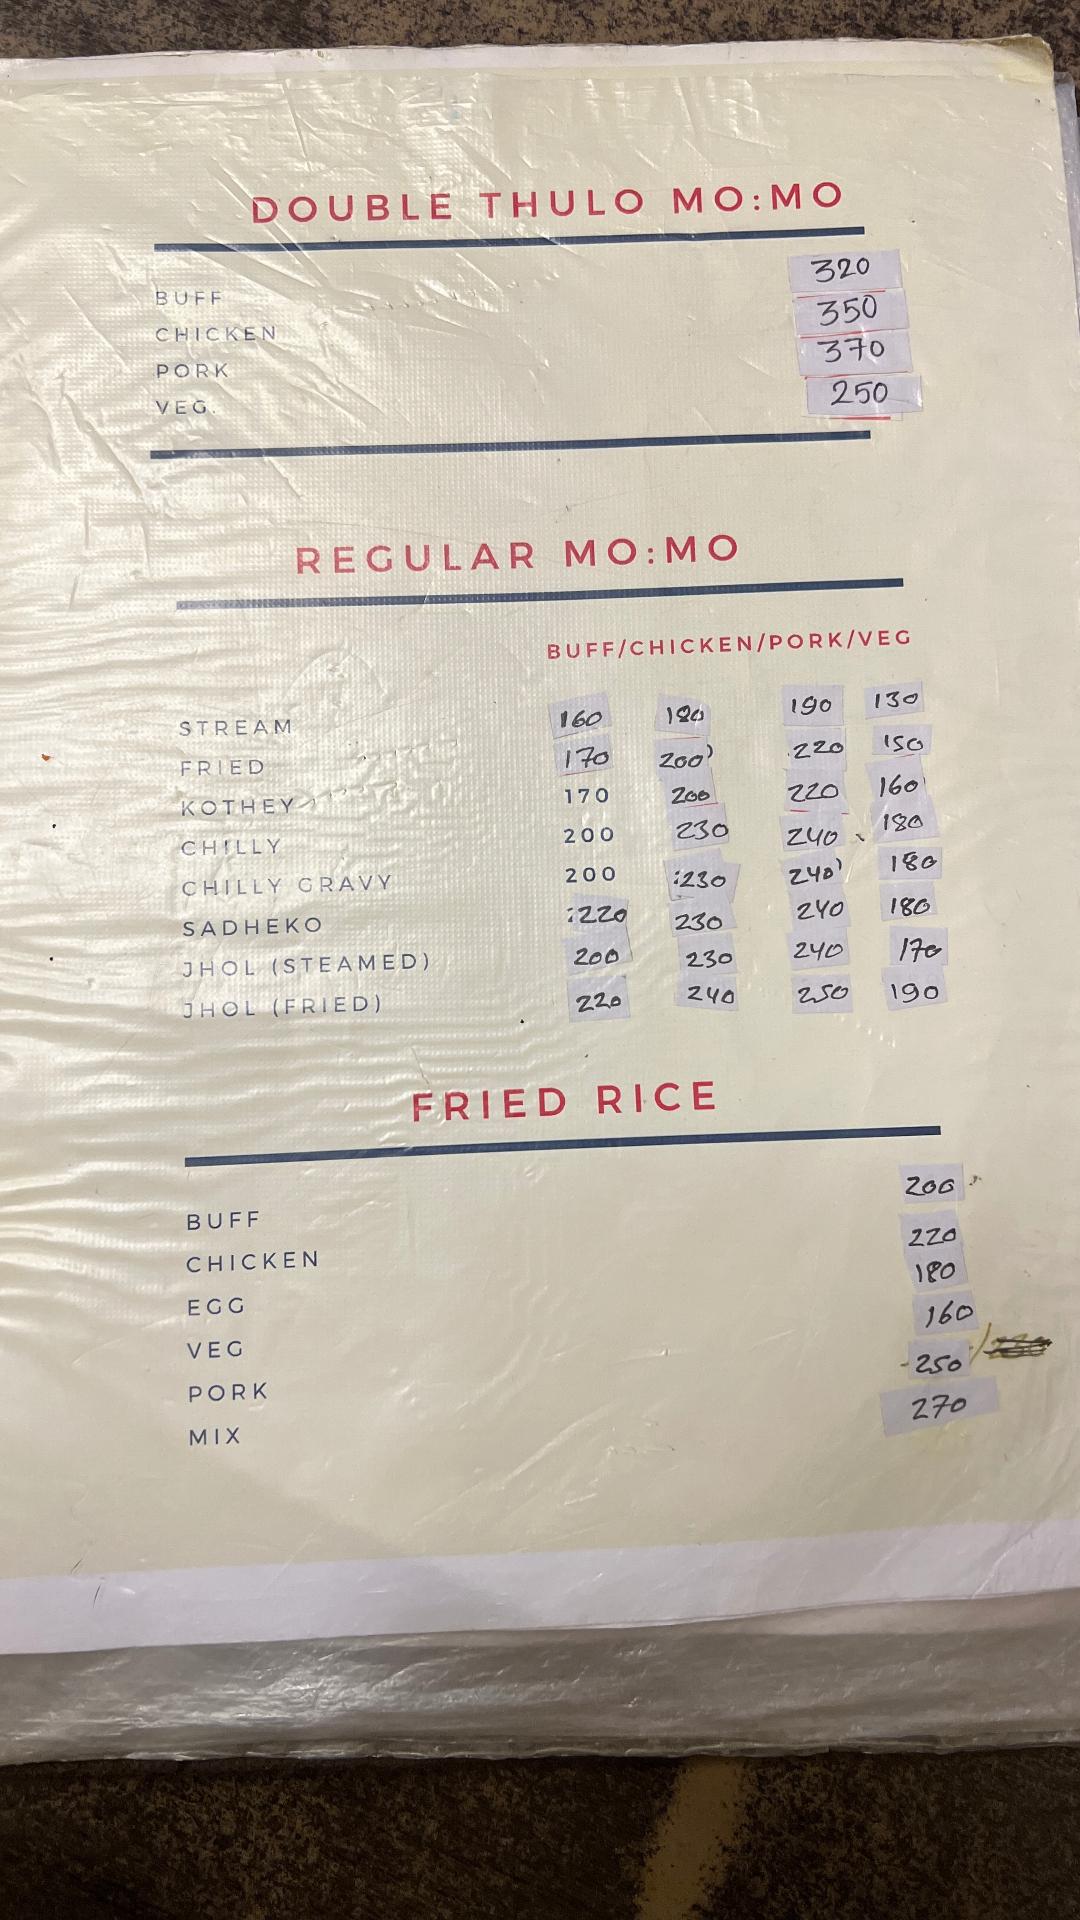 DOUBLE THULO MO:MO
BUFF 320
CHICKEN 350
PORK 370
VEG. 250
REGULAR MO:MO
BUFF/CHICKEN/PORK/VEG
STREAM 160 180 190 130
FRIED 170 200 220 150
KOTHEY 170 200 220 160
CHILLY 200 230 240 180
CHILLY GRAVY 200 230 240 180
SADHEKO 220 230 240 180
JHOL (STEAMED) 200 230 240 170
JHOL (FRIED) 220 240 250 190
FRIED RICE
BUFF 200
CHICKEN 220
EGG 180
VEG 160
PORK 250
MIX 270